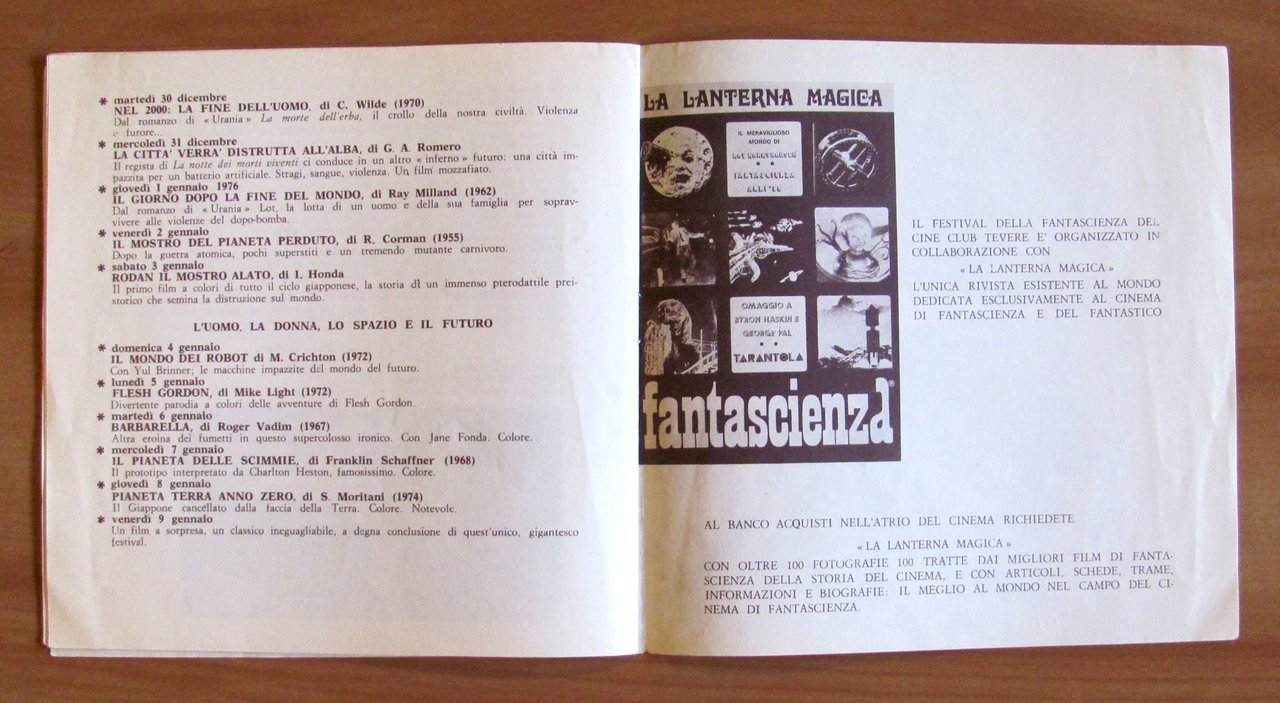 * martedì 30 dicembre
NEL 2000: LA FINE DELL'UOMO, di C. Wilde (1970)
Dal romanzo di « Urania » La morte dell'erba, il crollo della nostra civiltà. Violenza
e furore...
* mercoledì 31 dicembre
LA CITTA' VERRA' DISTRUTTA ALL'ALBA, di G. A. Romero
Il regista di La notte dei morti viventi ci conduce in un altro « inferno » futuro: una città im-
pazzita per un batterio artificiale. Stragi, sangue, violenza. Un film mozzafiato.
* giovedì 1 gennaio 1976
IL GIORNO DOPO LA FINE DEL MONDO, di Ray Milland (1962)
Dal romanzo di « Urania » Lot, la lotta di un uomo e della sua famiglia per soprav-
vivere alle violenze del dopo-bomba.
* venerdì 2 gennaio
IL MOSTRO DEL PIANETA PERDUTO, di R. Corman (1955)
Dopo la guerra atomica, pochi superstiti e un tremendo mutante carnivoro.
* sabato 3 gennaio
RODAN IL MOSTRO ALATO, di I. Honda
Il primo film a colori di tutto il ciclo giapponese, la storia di un immenso pterodattile prei-
storico che semina la distruzione sul mondo.
L'UOMO, LA DONNA, LO SPAZIO E IL FUTURO
* domenica 4 gennaio
IL MONDO DEI ROBOT di M. Crichton (1972)
Con Yul Brinner; le macchine impazzite del mondo del futuro.
* lunedì 5 gennaio
FLESH GORDON, di Mike Light (1972)
Divertente parodia a colori delle avventure di Flesh Gordon.
* martedì 6 gennaio
BARBARELLA, di Roger Vadim (1967)
Altra eroina dei fumetti in questo supercolosso ironico. Con Jane Fonda. Colore.
* mercoledì 7 gennaio
IL PIANETA DELLE SCIMMIE, di Franklin Schaffner (1968)
Il prototipo interpretato da Charlton Heston, famosissimo. Colore.
* giovedì 8 gennaio
PIANETA TERRA ANNO ZERO, di S. Moritani (1974)
Il Giappone cancellato dalla faccia della Terra. Colore. Notevole.
* venerdì 9 gennaio
Un film a sorpresa, un classico ineguagliabile, a degna conclusione di quest'unico, gigantesco
festival.
LA LANTERNA MAGICA
IL MERAVIGLIOSO
MONDO DI
RAY HARRYHAUSEN
FANTASCIENZA
ANNI '50
OMAGGIO A
BYRON HASKIN E
GEORGE PAL
TARANTOLA
fantascienza®
IL FESTIVAL DELLA FANTASCIENZA DEL
CINE CLUB TEVERE E' ORGANIZZATO IN
COLLABORAZIONE CON
« LA LANTERNA MAGICA »
L'UNICA RIVISTA ESISTENTE AL MONDO
DEDICATA ESCLUSIVAMENTE AL CINEMA
DI FANTASCIENZA E DEL FANTASTICO
AL BANCO ACQUISTI NELL'ATRIO DEL CINEMA RICHIEDETE
« LA LANTERNA MAGICA »
CON OLTRE 100 FOTOGRAFIE 100 TRATTE DAI MIGLIORI FILM DI FANTA-
SCIENZA DELLA STORIA DEL CINEMA, E CON ARTICOLI, SCHEDE, TRAME,
INFORMAZIONI E BIOGRAFIE: IL MEGLIO AL MONDO NEL CAMPO DEL CI-
NEMA DI FANTASCIENZA.